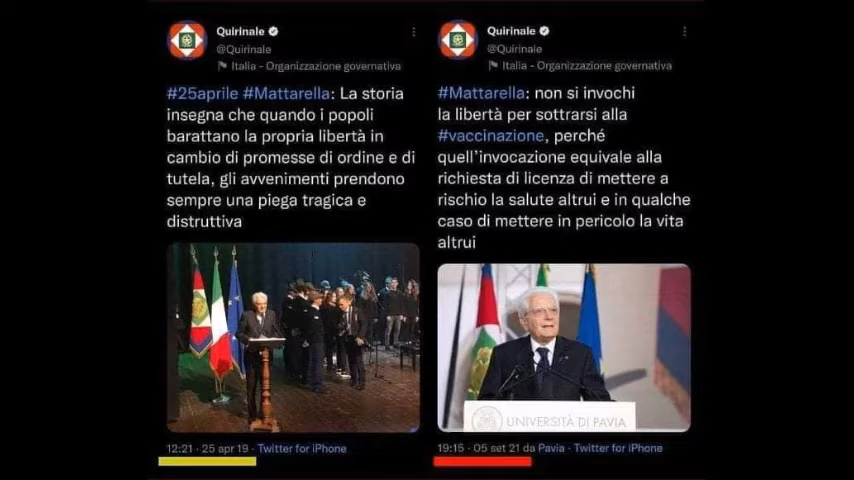 Quirinale
@Quirinale
Italia - Organizzazione governativa
#25aprile #Mattarella: La storia
insegna che quando i popoli
barattano la propria libertà in
cambio di promesse di ordine e di
tutela, gli avvenimenti prendono
sempre una piega tragica e
distruttiva
12:21 · 25 apr 19 · Twitter for iPhone
Quirinale
@Quirinale
Italia - Organizzazione governativa
#Mattarella: non si invochi
la libertà per sottrarsi alla
#vaccinazione, perché
quell'invocazione equivale alla
richiesta di licenza di mettere a
rischio la salute altrui e in qualche
caso di mettere in pericolo la vita
altrui
UNIVERSITÀ DI PAVIA
19:15 · 05 set 21 da Pavia · Twitter for iPhone